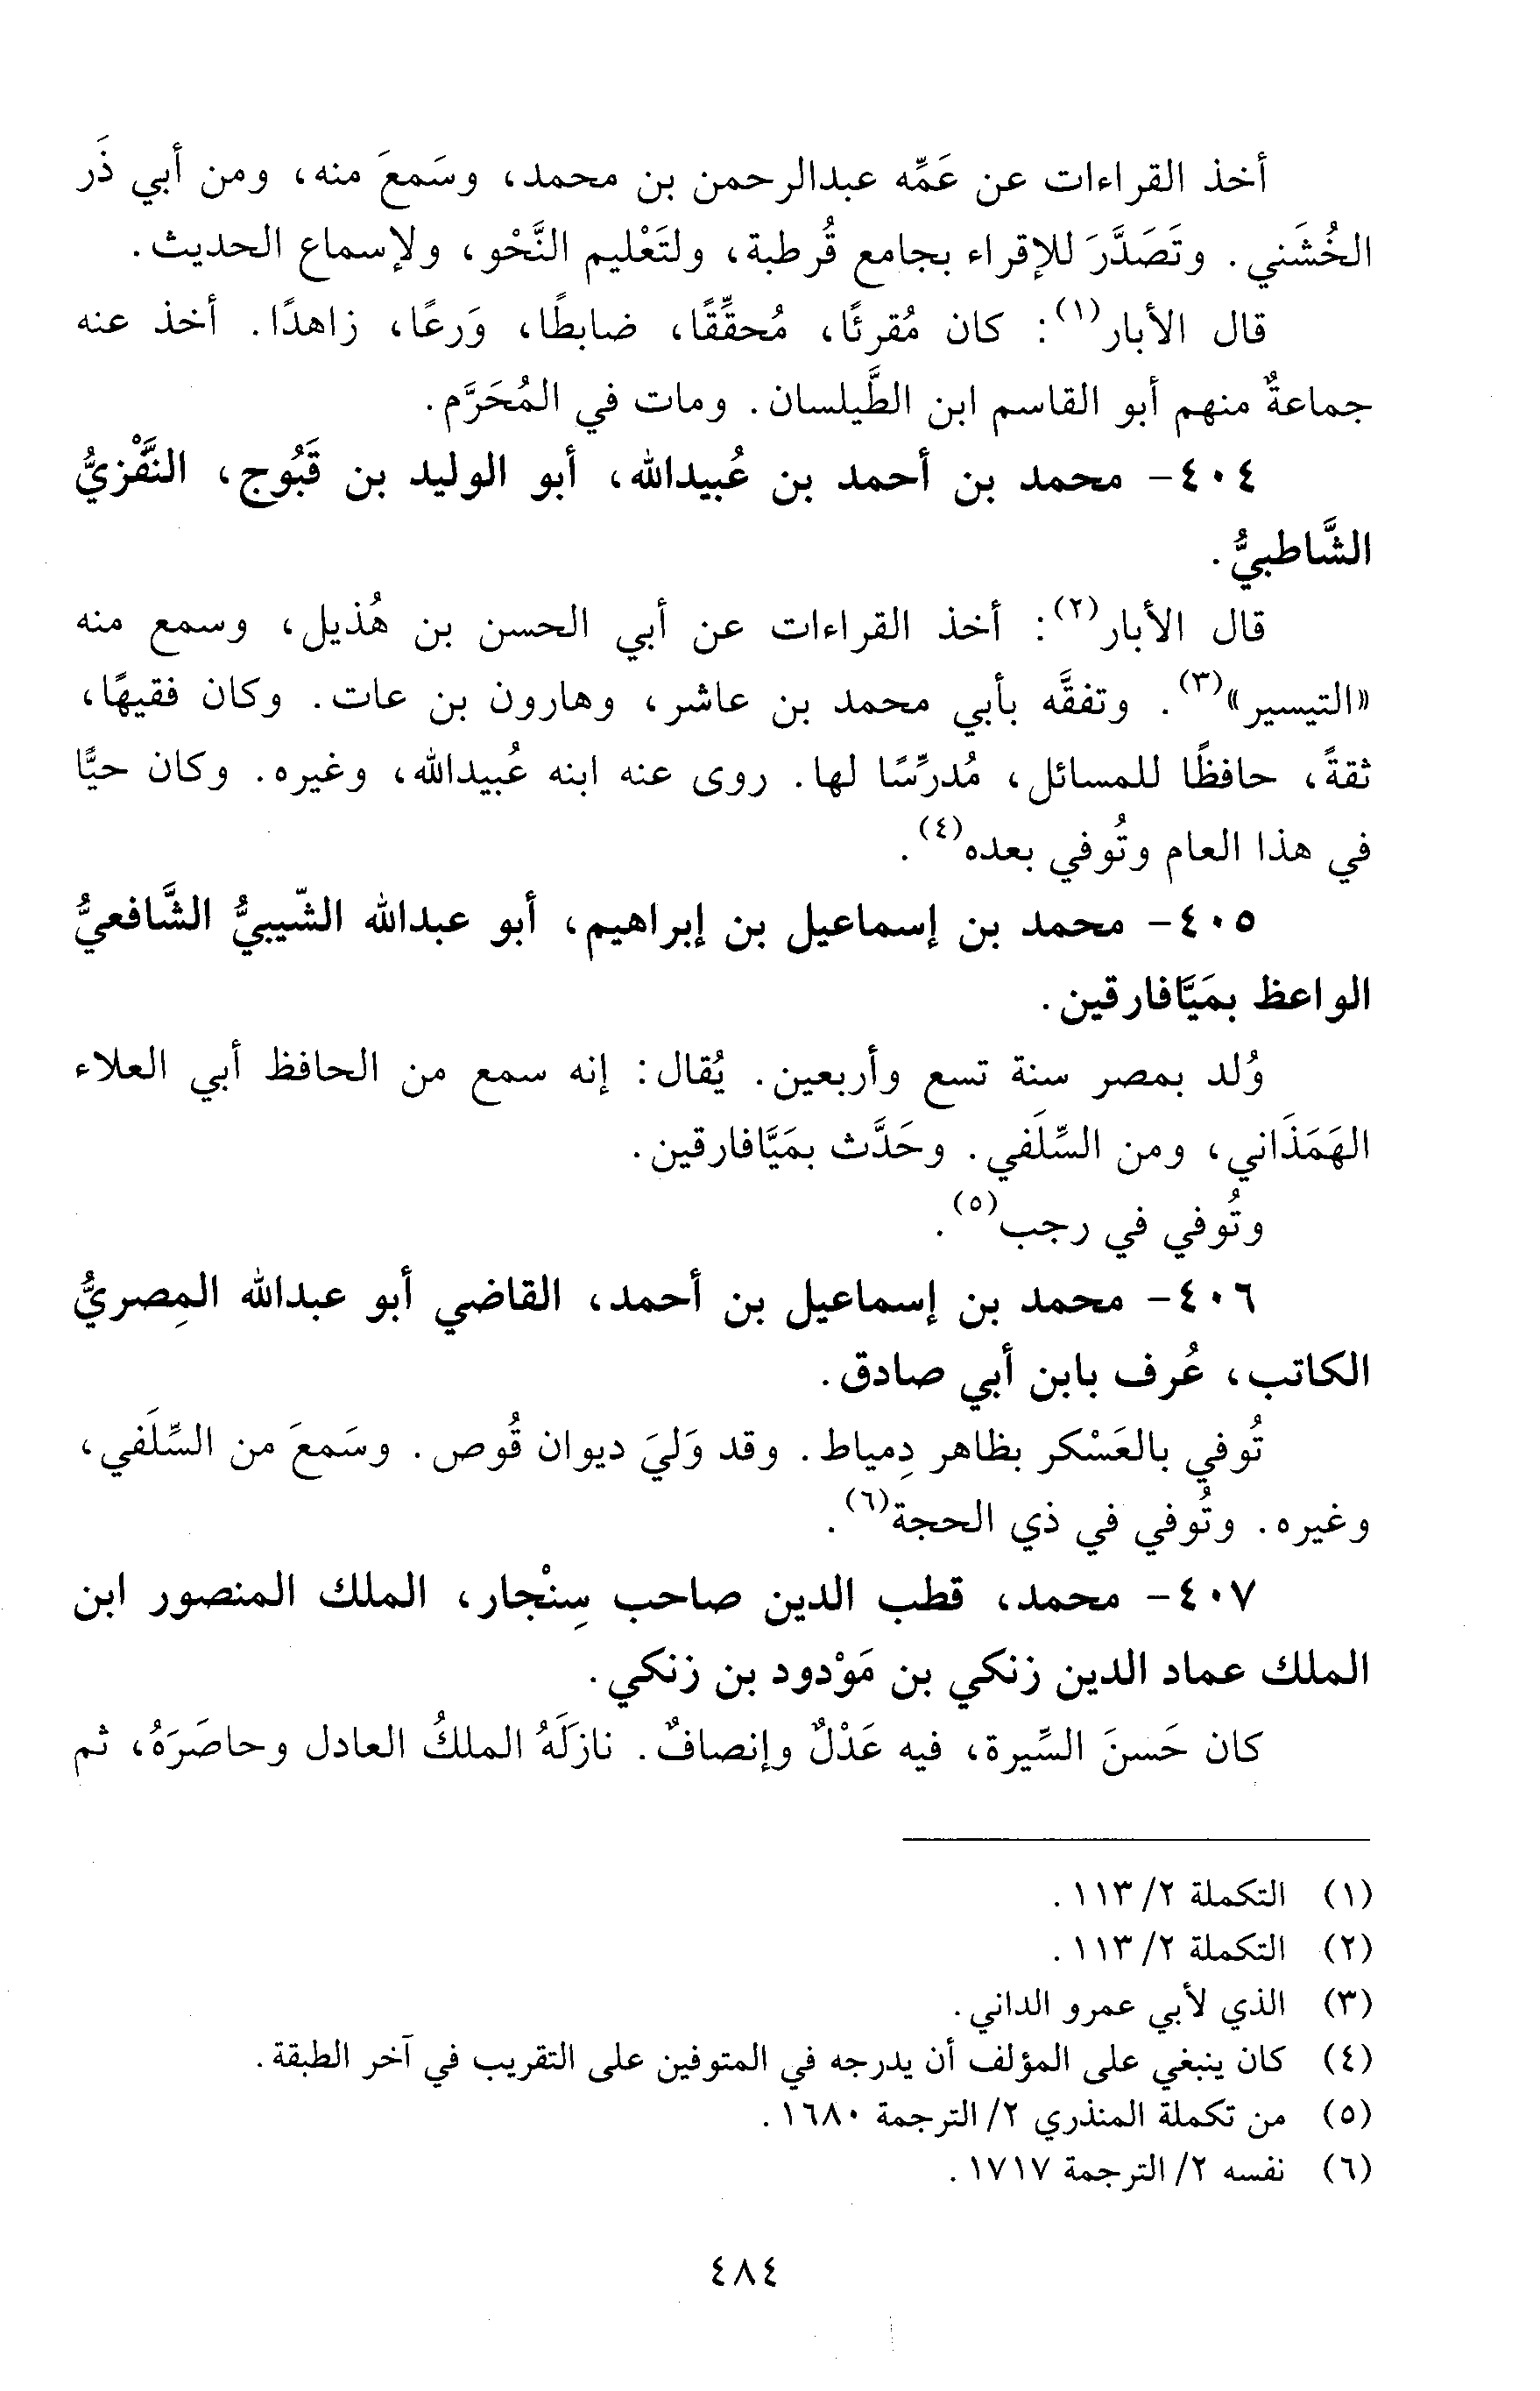 أخذ القراءات عن عَمِّه عبدالرحمن بن محمد، وسَمعَ منه، ومن أبي ذَر
الخُشَني. وتَصَدَّرَ للإقراء بجامع قُرطبة، ولتَعْليم النَّحْو، ولإسماع الحديث.
قال الأبار(١): كان مُقرئًا، مُحقِّقًا، ضابطًا، وَرعًا، زاهدًا. أخذ عنه
جماعةٌ منهم أبو القاسم ابن الطَّيلسان. ومات في المُحَرَّم.
٤٠٤- محمد بن أحمد بن عُبيدالله، أبو الوليد بن قَبُوج، النَّفْزيُّ
الشَّاطبيُّ.
قال الأبار(٢): أخذ القراءات عن أبي الحسن بن هُذيل، وسمع منه
«التيسير»(٣). وتفقَّه بأبي محمد بن عاشر، وهارون بن عات. وكان فقيهًا،
ثقةً، حافظًا للمسائل، مُدرِّسًا لها. روى عنه ابنه عُبيدالله، وغيره. وكان حيًّا
في هذا العام وتُوفي بعده(٤).
٤٠٥- محمد بن إسماعيل بن إبراهيم، أبو عبدالله الشّيبيُّ الشَّافعيُّ
الواعظ بمَيَّافارقين.
وُلد بمصر سنة تسع وأربعين. يُقال: إنه سمع من الحافظ أبي العلاء
الهَمَذَاني، ومن السِّلَفي. وحَدَّث بمَيَّافارقين.
وتُوفي في رجب(٥).
٤٠٦- محمد بن إسماعيل بن أحمد، القاضي أبو عبدالله المِصريُّ
الكاتب، عُرف بابن أبي صادق.
تُوفي بالعَسْكر بظاهر دِمياط. وقد وَليَ ديوان قُوص. وسَمعَ من السِّلَفي،
وغيره. وتُوفي في ذي الحجة(٦).
٤٠٧- محمد، قطب الدين صاحب سِنْجار، الملك المنصور ابن
الملك عماد الدين زنكي بن مَوْدود بن زنكي.
كان حَسنَ السِّيرة، فيه عَدْلٌ وإنصافٌ. نازَلَهُ الملكُ العادل وحاصَرَهُ، ثم
(١) التكملة ٢/ ١١٣.
(٢) التكملة ٢/ ١١٣.
(٣) الذي لأبي عمرو الداني.
(٤) كان ينبغي على المؤلف أن يدرجه في المتوفين على التقريب في آخر الطبقة.
(٥) من تكملة المنذري ٢/ الترجمة ١٦٨٠.
(٦) نفسه ٢/ الترجمة ١٧١٧.
٤٨٤